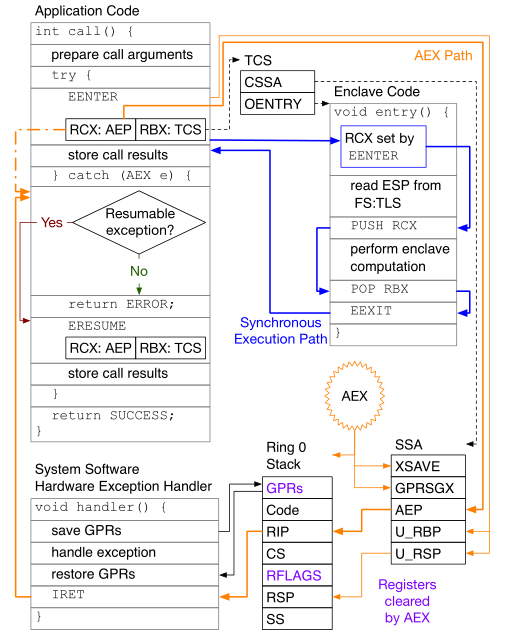 Application Code
int call() {
prepare call arguments
try {
EENTER
RCX: AEP
RBX: TCS
store call results
} catch (AEX e) {
Resumable
exception?
Yes
No
return ERROR;
ERESUME
RCX: AEP
RBX: TCS
store call results
}
return SUCCESS;
}
AEX Path
TCS
CSSA
OENTRY
Enclave Code
void entry() {
RCX set by
EENTER
read ESP from
FS:TLS
PUSH RCX
perform enclave
computation
POP RBX
EEXIT
}
Synchronous
Execution Path
AEX
System Software
Hardware Exception Handler
void handler() {
save GPRs
handle exception
restore GPRs
IRET
}
Ring 0
Stack
GPRs
Code
RIP
CS
RFLAGS
RSP
SS
SSA
XSAVE
GPRSGX
AEP
U_RBP
U_RSP
Registers
cleared
by AEX